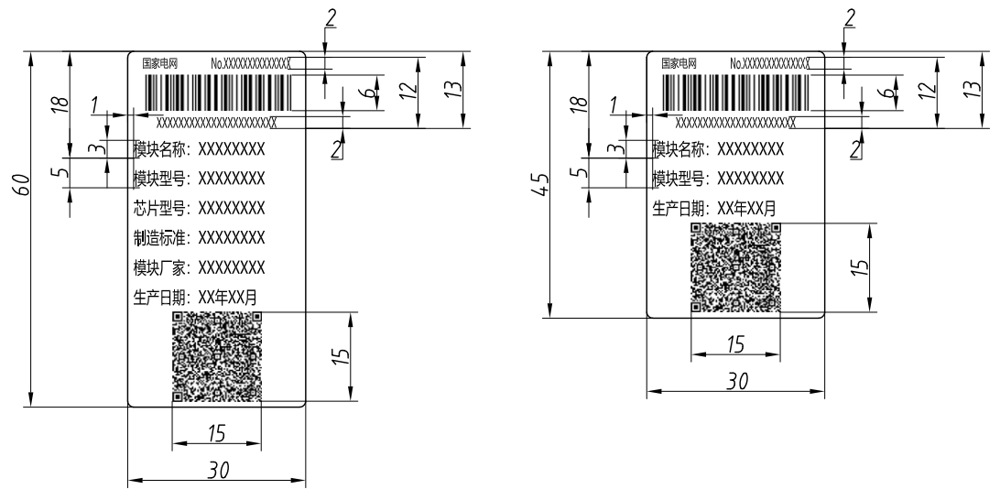 2
国家电网 No.XXXXXXXXXXXXXX
18
1
6
12
13
XXXXXXXXXXXXXXXXXXXXXX
3
模块名称：XXXXXXXX
2
5
模块型号：XXXXXXXX
60
芯片型号：XXXXXXXX
制造标准：XXXXXXXX
模块厂家：XXXXXXXX
生产日期：XX年XX月
15
15
30
2
国家电网 No.XXXXXXXXXXXXXX
18
1
6
12
13
XXXXXXXXXXXXXXXXXXXXXX
3
模块名称：XXXXXXXX
2
5
模块型号：XXXXXXXX
45
生产日期：XX年XX月
15
15
30